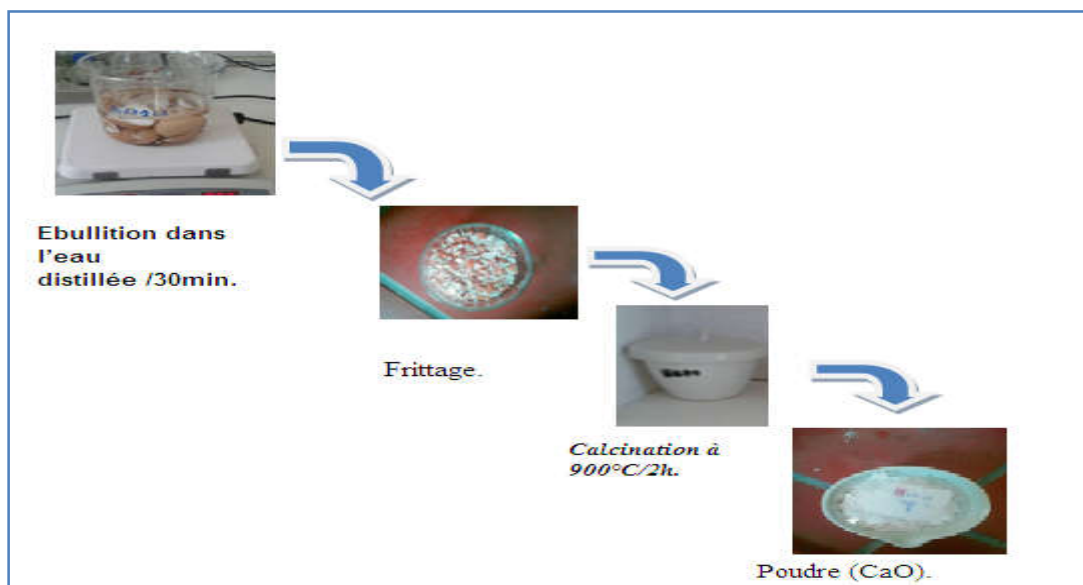 Ebullition dans
l'eau
distillée /30min.
Frittage.
Calcination à
900°C/2h.
Poudre (CaO).